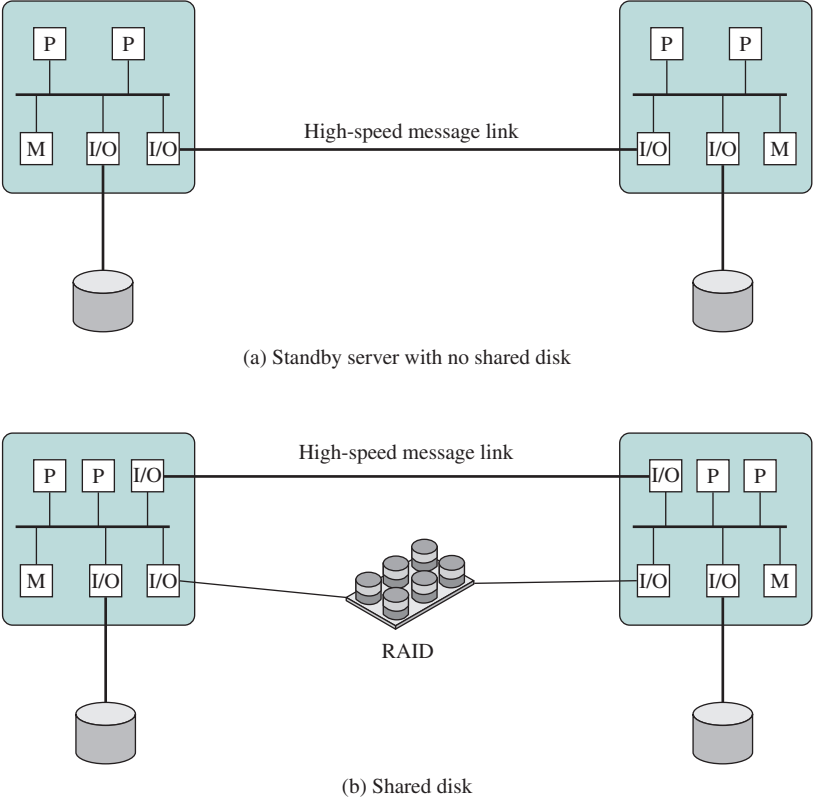 P P P P
High-speed message link
M I/O I/O I/O I/O M
(a) Standby server with no shared disk
High-speed message link
P P I/O I/O P P
M I/O I/O I/O I/O M
RAID
(b) Shared disk